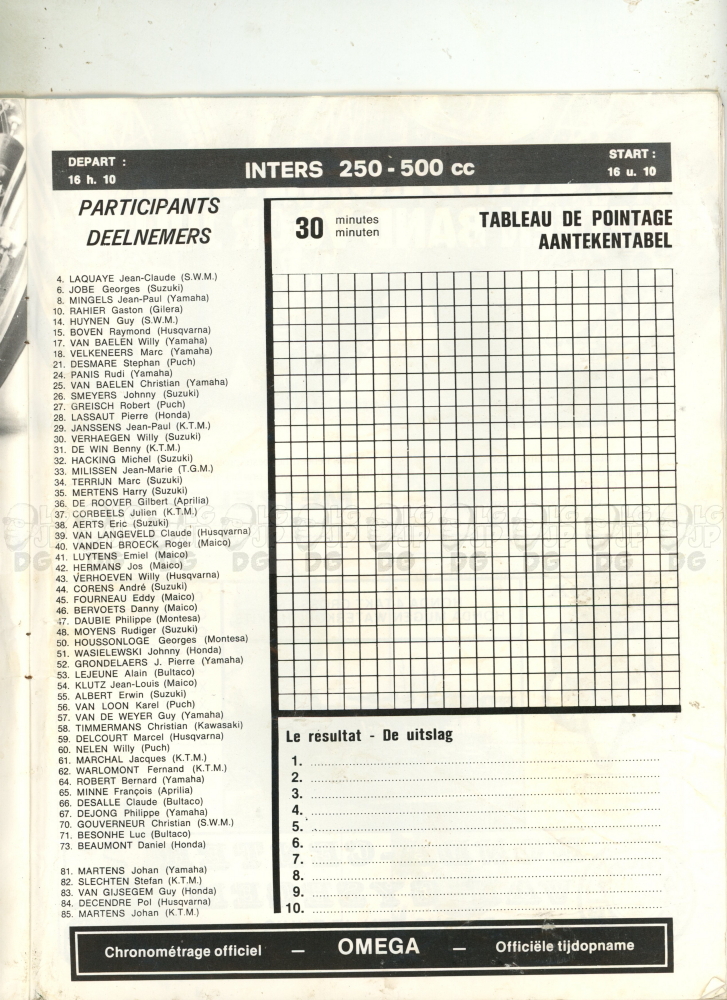 DEPART :
16 h. 10
INTERS 250 - 500 cc
START :
16 u. 10
PARTICIPANTS
DEELNEMERS
30 minutes
minuten
TABLEAU DE POINTAGE
AANTEKENTABEL
4. LAQUAYE Jean-Claude (S.W.M.)
6. JOBE Georges (Suzuki)
8. MINGELS Jean-Paul (Yamaha)
10. RAHIER Gaston (Gilera)
14. HUYNEN Guy (S.W.M.)
15. BOVEN Raymond (Husqvarna)
17. VAN BAELEN Willy (Yamaha)
18. VELKENEERS Marc (Yamaha)
21. DESMARE Stephan (Puch)
24. PANIS Rudi (Yamaha)
25. VAN BAELEN Christian (Yamaha)
26. SMEYERS Johnny (Suzuki)
27. GREISCH Robert (Puch)
28. LASSAUT Pierre (Honda)
29. JANSSENS Jean-Paul (K.T.M.)
30. VERHAEGEN Willy (Suzuki)
31. DE WIN Benny (K.T.M.)
32. HACKING Michel (Suzuki)
33. MILISSEN Jean-Marie (T.G.M.)
34. TERRIJN Marc (Suzuki)
35. MERTENS Harry (Suzuki)
36. DE ROOVER Gilbert (Aprilia)
37. CORBEELS Julien (K.T.M.)
38. AERTS Eric (Suzuki)
39. VAN LANGEVELD Claude (Husqvarna)
40. VANDEN BROECK Roger (Maico)
41. LUYTENS Emiel (Maico)
42. HERMANS Jos (Maico)
43. VERHOEVEN Willy (Husqvarna)
44. CORENS André (Suzuki)
45. FOURNEAU Eddy (Maico)
46. BERVOETS Danny (Maico)
47. DAUBIE Philippe (Montesa)
48. MOYENS Rudiger (Suzuki)
50. HOUSSONLOGE Georges (Montesa)
51. WASIELEWSKI Johnny (Honda)
52. GRONDELAERS J. Pierre (Yamaha)
53. LEJEUNE Alain (Bultaco)
54. KLUTZ Jean-Louis (Maico)
55. ALBERT Erwin (Suzuki)
56. VAN LOON Karel (Puch)
57. VAN DE WEYER Guy (Yamaha)
58. TIMMERMANS Christian (Kawasaki)
59. DELCOURT Marcel (Husqvarna)
60. NELEN Willy (Puch)
61. MARCHAL Jacques (K.T.M.)
62. WARLOMONT Fernand (K.T.M.)
64. ROBERT Bernard (Yamaha)
65. MINNE François (Aprilia)
66. DESALLE Claude (Bultaco)
67. DEJONG Philippe (Yamaha)
70. GOUVERNEUR Christian (S.W.M.)
71. BESONHE Luc (Bultaco)
73. BEAUMONT Daniel (Honda)
81. MARTENS Johan (Yamaha)
82. SLECHTEN Stefan (K.T.M.)
83. VAN GIJSEGEM Guy (Honda)
84. DECENDRE Pol (Husqvarna)
85. MARTENS Johan (K.T.M.)
Le résultat - De uitslag
1.
2.
3.
4.
5.
6.
7.
8.
9.
10.
Chronométrage officiel — OMEGA — Officiële tijdopname